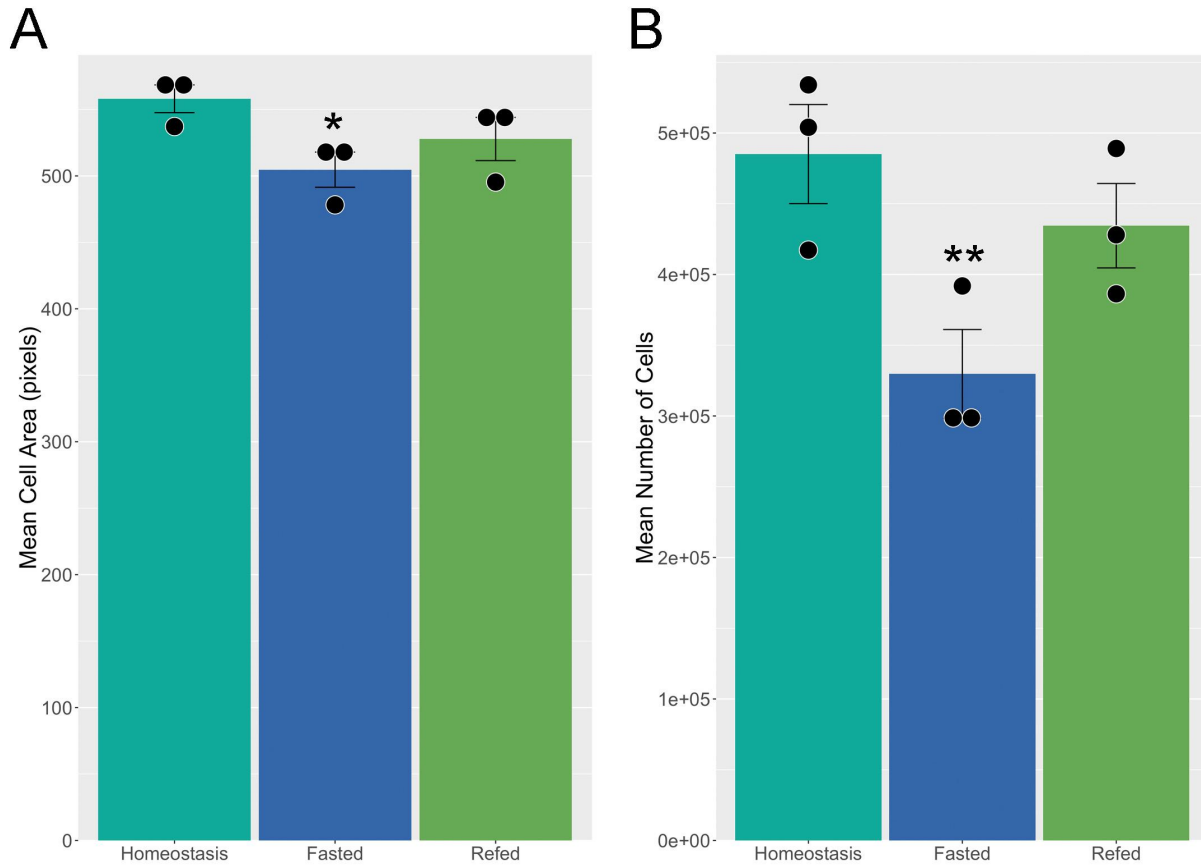 A
Mean Cell Area (pixels)
500
400
300
200
100
0
*
Homeostasis
Fasted
Refed
B
Mean Number of Cells
5e+05
4e+05
3e+05
2e+05
1e+05
0e+00
**
Homeostasis
Fasted
Refed